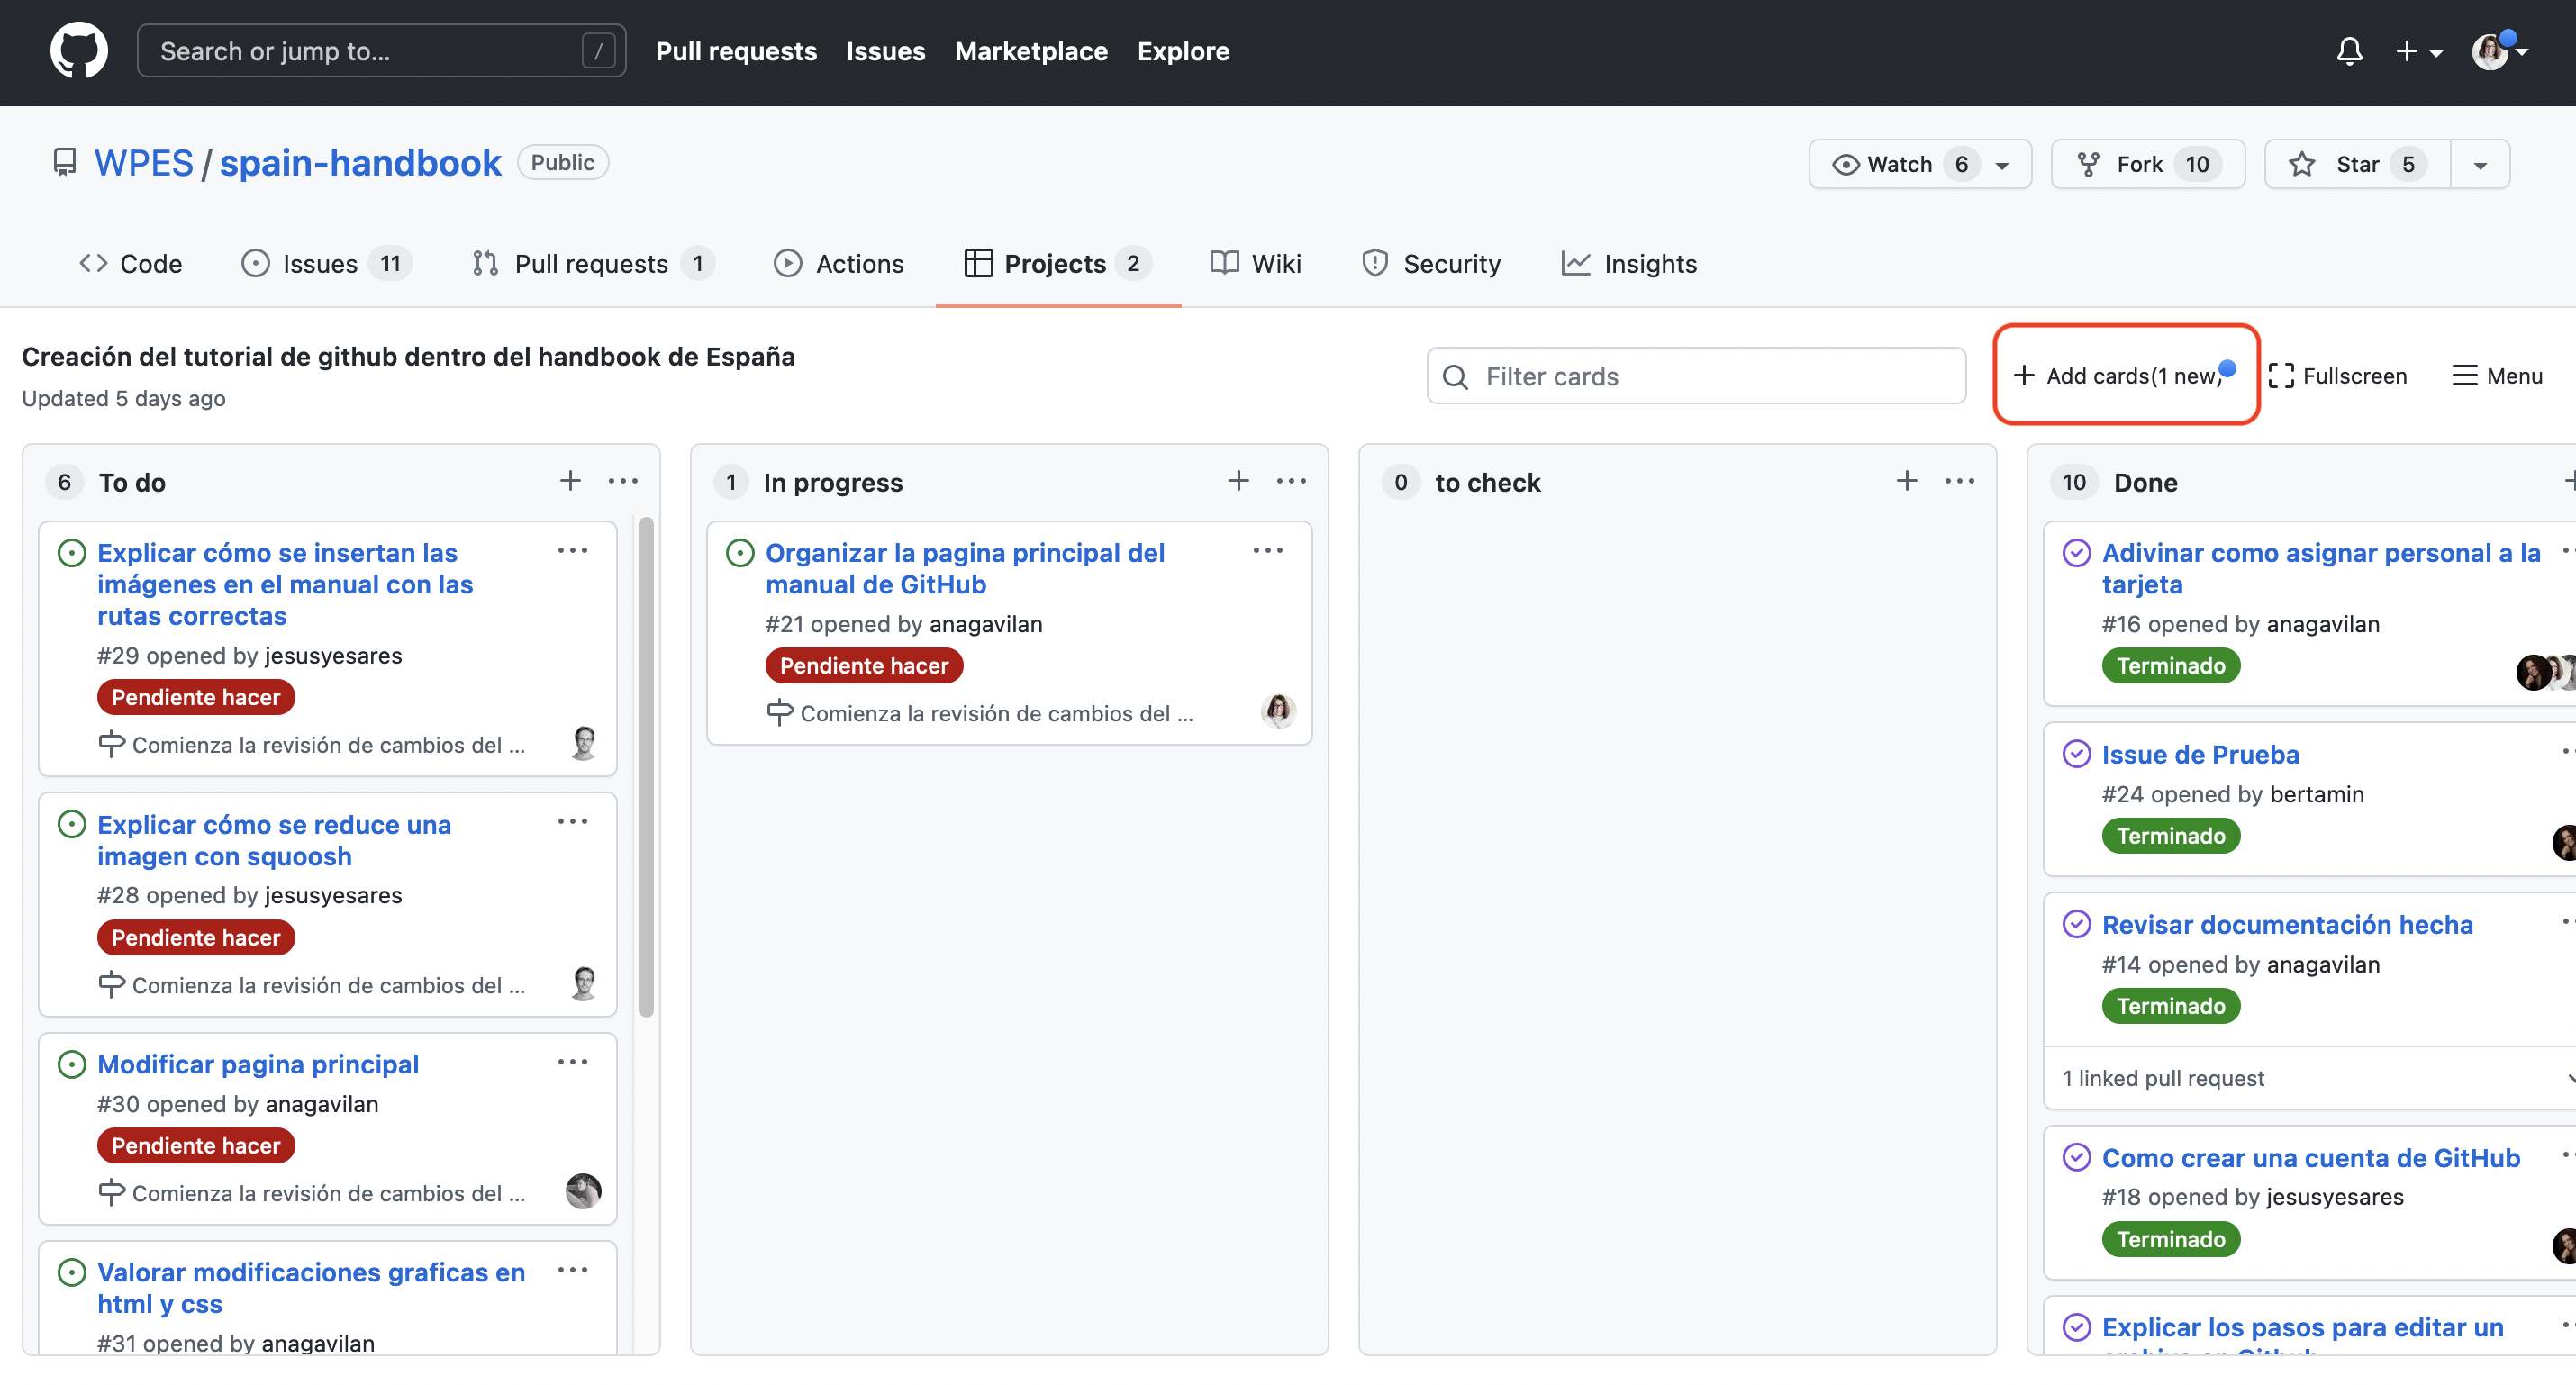 Search or jump to...
/
Pull requests
Issues
Marketplace
Explore
WPES / spain-handbook
Public
Watch 6
Fork 10
Star 5
Code
Issues 11
Pull requests 1
Actions
Projects 2
Wiki
Security
Insights
Creación del tutorial de github dentro del handbook de España
Updated 5 days ago
Filter cards
Add cards(1 new)
Fullscreen
Menu
6 To do
Explicar cómo se insertan las
imágenes en el manual con las
rutas correctas
#29 opened by jesusyesares
Pendiente hacer
Comienza la revisión de cambios del ...
Explicar cómo se reduce una
imagen con squoosh
#28 opened by jesusyesares
Pendiente hacer
Comienza la revisión de cambios del ...
Modificar pagina principal
#30 opened by anagavilan
Pendiente hacer
Comienza la revisión de cambios del ...
Valorar modificaciones graficas en
html y css
#31 opened by anagavilan
1 In progress
Organizar la pagina principal del
manual de GitHub
#21 opened by anagavilan
Pendiente hacer
Comienza la revisión de cambios del ...
0 to check
10 Done
Adivinar como asignar personal a la
tarjeta
#16 opened by anagavilan
Terminado
Issue de Prueba
#24 opened by bertamin
Terminado
Revisar documentación hecha
#14 opened by anagavilan
Terminado
1 linked pull request
Como crear una cuenta de GitHub
#18 opened by jesusyesares
Terminado
Explicar los pasos para editar un